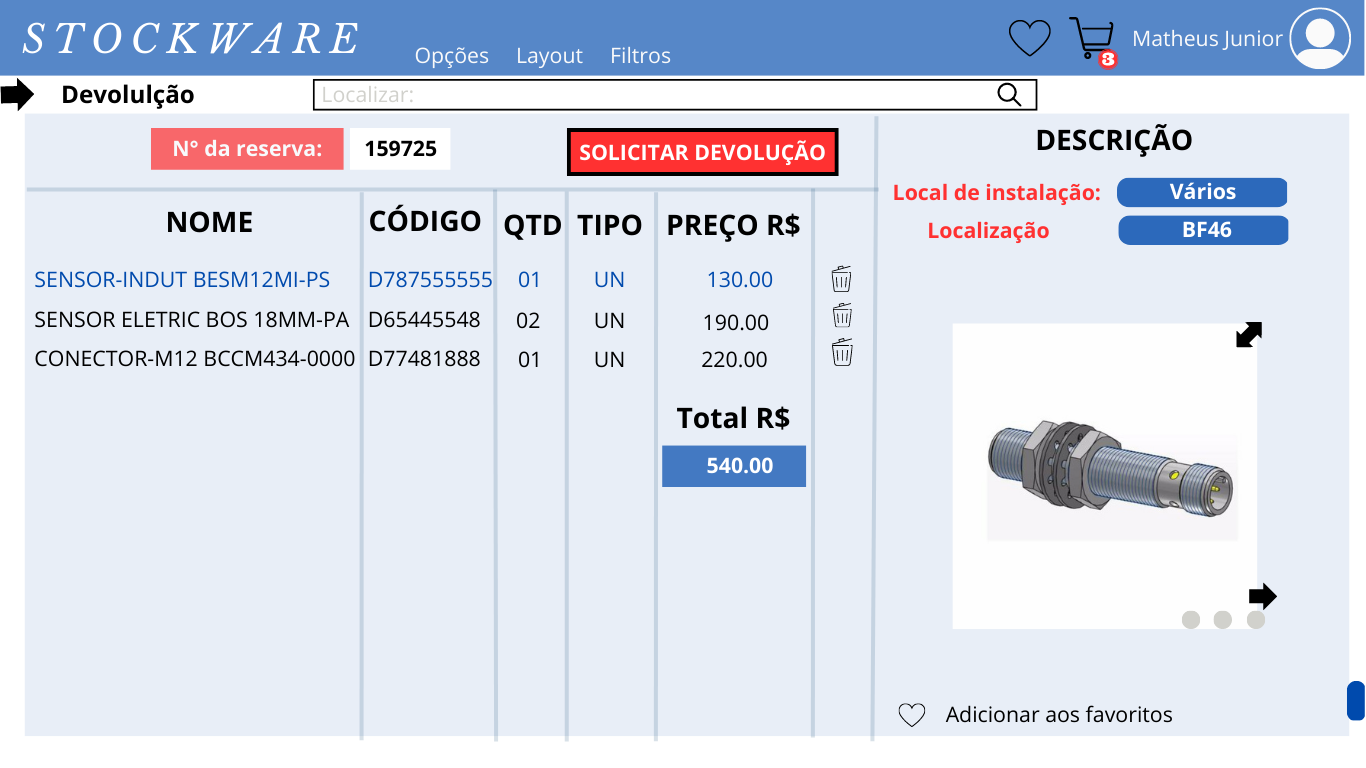 STOCKWARE
Opções Layout Filtros
3
Matheus Junior
Devolulção
Localizar:
N° da reserva: 159725
SOLICITAR DEVOLUÇÃO
NOME CÓDIGO QTD TIPO PREÇO R$
SENSOR-INDUT BESM12MI-PS D787555555 01 UN 130.00
SENSOR ELETRIC BOS 18MM-PA D65445548 02 UN 190.00
CONECTOR-M12 BCCM434-0000 D77481888 01 UN 220.00
Total R$
540.00
DESCRIÇÃO
Local de instalação: Vários
Localização BF46
Adicionar aos favoritos